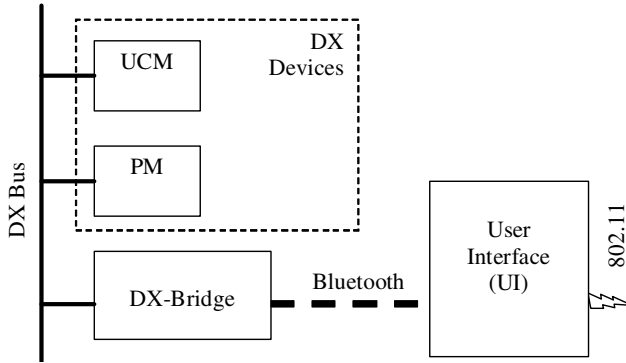 DX
Devices
UCM
PM
DX Bus
DX-Bridge
Bluetooth
User
Interface
(UI)
802.11